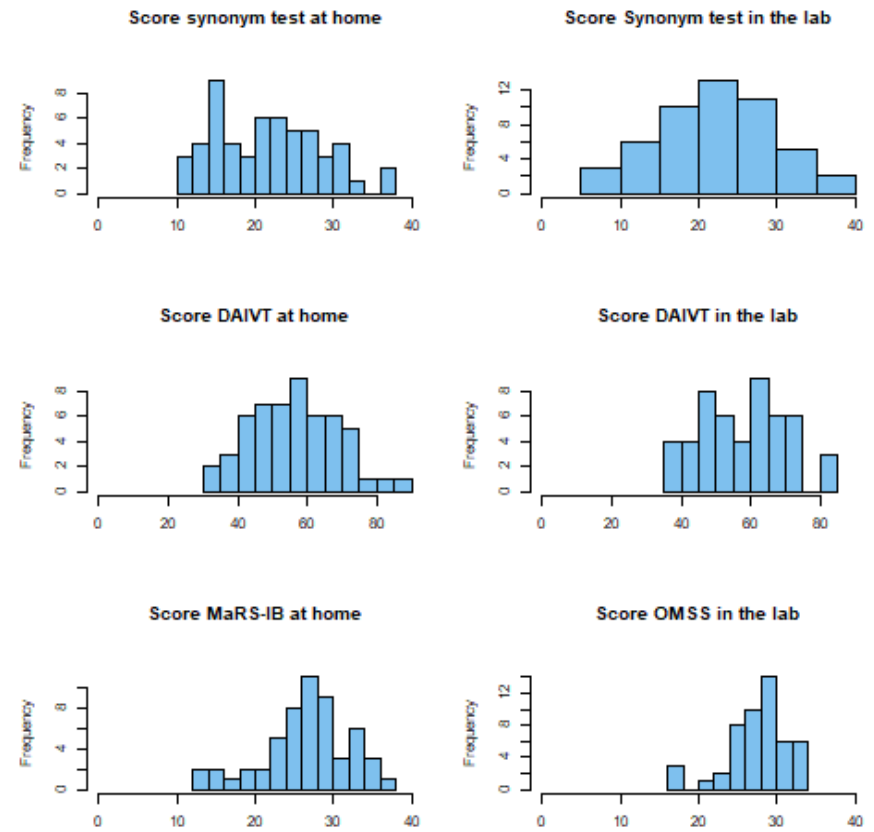 Score synonym test at home
Score Synonym test in the lab
Frequency
0 2 4 6 8
0 10 20 30 40
Frequency
0 4 8 12
0 10 20 30 40
Score DAIVT at home
Score DAIVT in the lab
Frequency
0 2 4 6 8
0 20 40 60 80
Frequency
0 2 4 6 8
0 20 40 60 80
Score MaRS-IB at home
Score OMSS in the lab
Frequency
0 4 8
0 10 20 30 40
Frequency
0 4 8 12
0 10 20 30 40